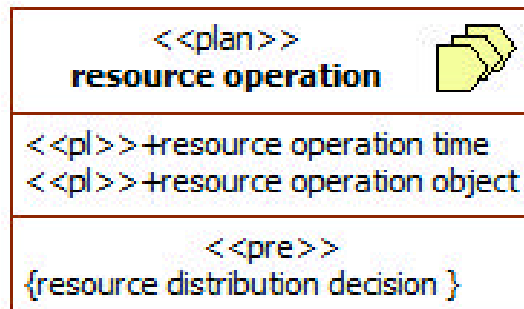 <<plan>>
resource operation
<<pl>>+resource operation time
<<pl>>+resource operation object
<<pre>>
{resource distribution decision }